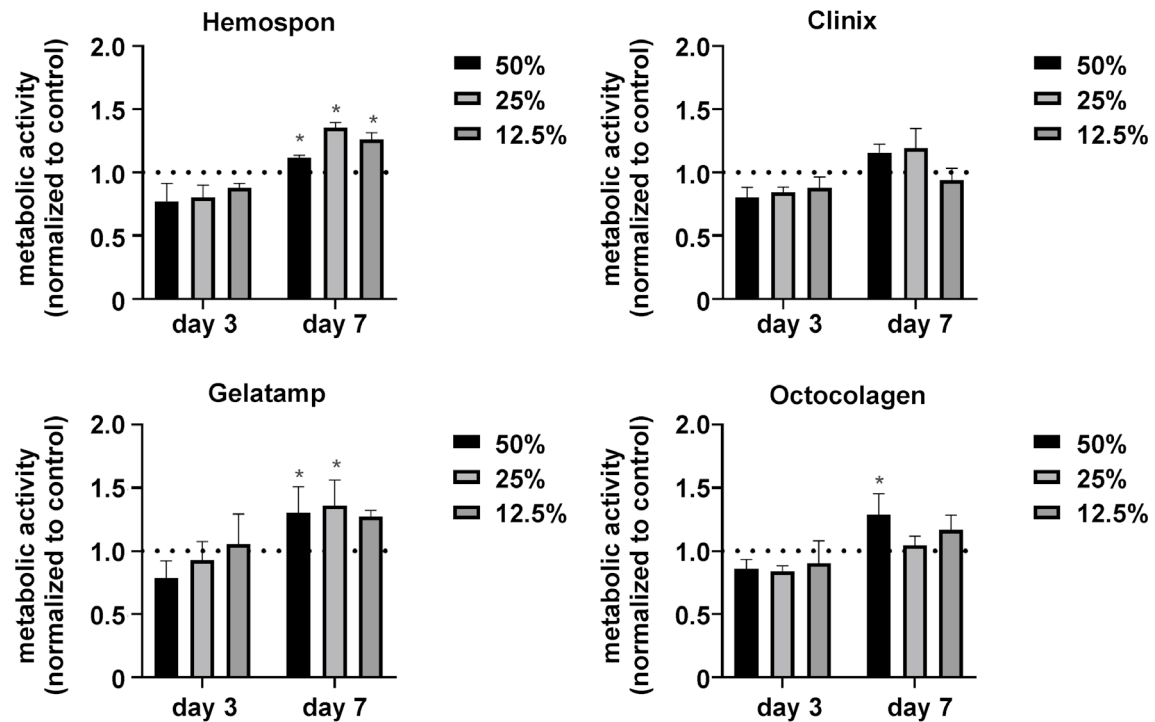 Hemospon
metabolic activity
(normalized to control)
2.0
1.5
1.0
0.5
0
* * *
day 3 day 7
50%
25%
12.5%
Clinix
metabolic activity
(normalized to control)
2.0
1.5
1.0
0.5
0
day 3 day 7
50%
25%
12.5%
Gelatamp
metabolic activity
(normalized to control)
2.0
1.5
1.0
0.5
0
* *
day 3 day 7
50%
25%
12.5%
Octocolagen
metabolic activity
(normalized to control)
2.0
1.5
1.0
0.5
0
*
day 3 day 7
50%
25%
12.5%